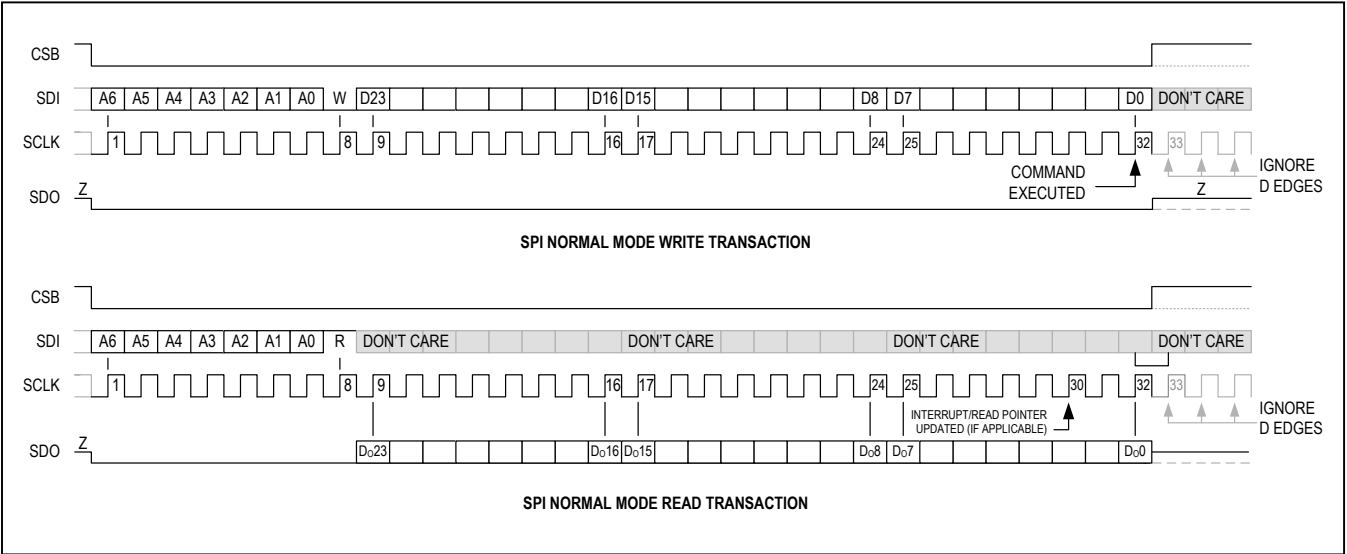 CSB
SDI A6 A5 A4 A3 A2 A1 A0 W D23 D16 D15 D8 D7 D0 DON'T CARE
SCLK 1 8 9 16 17 24 25 32 33
COMMAND
EXECUTED
IGNORE
D EDGES
SDO Z Z
SPI NORMAL MODE WRITE TRANSACTION
CSB
SDI A6 A5 A4 A3 A2 A1 A0 R DON'T CARE DON'T CARE DON'T CARE DON'T CARE
SCLK 1 8 9 16 17 24 25 30 32 33
INTERRUPT/READ POINTER
UPDATED (IF APPLICABLE)
IGNORE
D EDGES
SDO Z Do23 Do16 Do15 Do8 Do7 Do0
SPI NORMAL MODE READ TRANSACTION